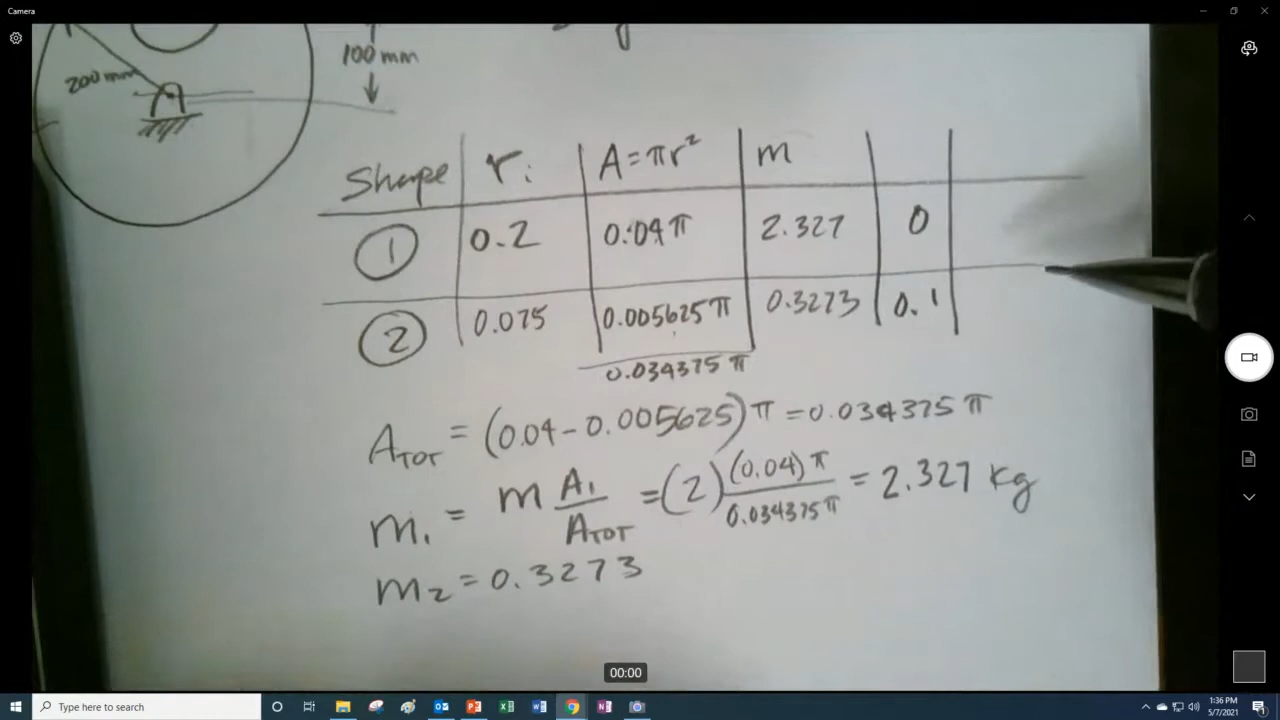 Camera
100 mm
200 mm
Shape r: A = πr² m
1 0.2 0.04π 2.327 0
2 0.075 0.005625π 0.3273 0.1
0.034375π
A_TOT = (0.04 - 0.005625)π = 0.034375π
m₁ = m A₁/A_TOT = (2) (0.04)π/0.034375π = 2.327 kg
m₂ = 0.3273
00:00
Type here to search
1:36 PM
5/7/2021